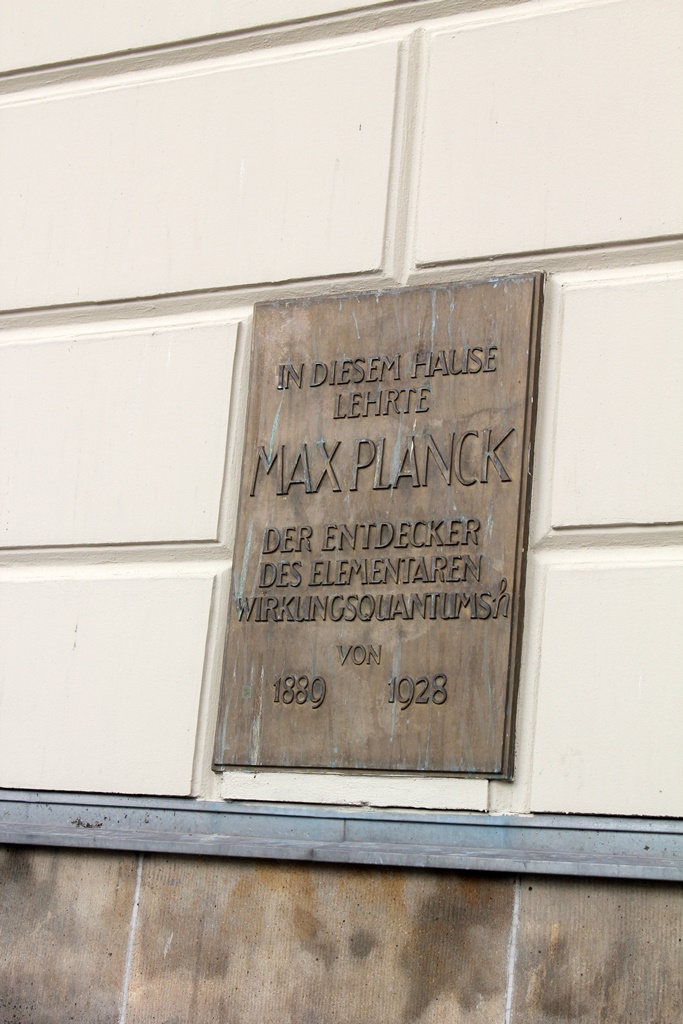 IN DIESEM HAUSE
LEHRTE
MAX PLANCK
DER ENTDECKER
DES ELEMENTAREN
WIRKUNGSQUANTUMS h
VON
1889 1928